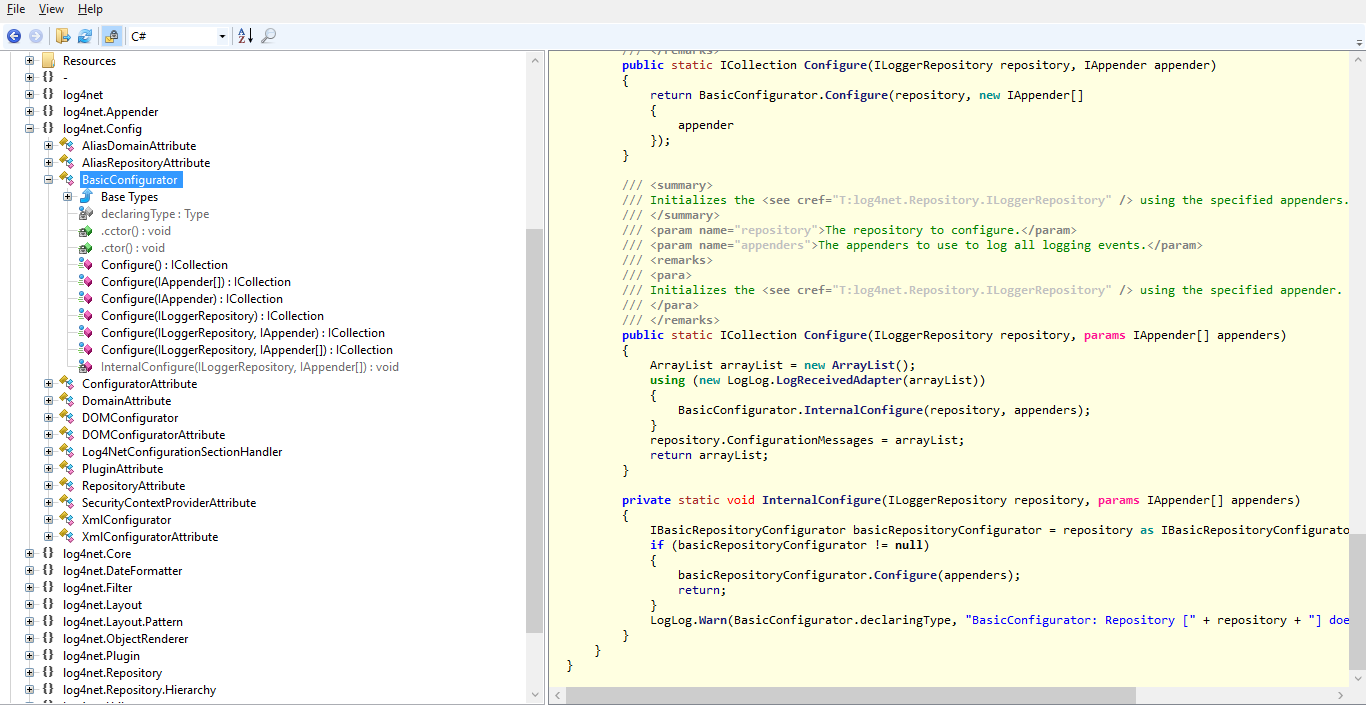 File View Help
C#
Resources
-
log4net
log4net.Appender
log4net.Config
AliasDomainAttribute
AliasRepositoryAttribute
BasicConfigurator
Base Types
declaringType : Type
.cctor() : void
.ctor() : void
Configure() : ICollection
Configure(IAppender[]) : ICollection
Configure(IAppender) : ICollection
Configure(ILoggerRepository) : ICollection
Configure(ILoggerRepository, IAppender) : ICollection
Configure(ILoggerRepository, IAppender[]) : ICollection
InternalConfigure(ILoggerRepository, IAppender[]) : void
ConfiguratorAttribute
DomainAttribute
DOMConfigurator
DOMConfiguratorAttribute
Log4NetConfigurationSectionHandler
PluginAttribute
RepositoryAttribute
SecurityContextProviderAttribute
XmlConfigurator
XmlConfiguratorAttribute
log4net.Core
log4net.DateFormatter
log4net.Filter
log4net.Layout
log4net.Layout.Pattern
log4net.ObjectRenderer
log4net.Plugin
log4net.Repository
log4net.Repository.Hierarchy
/// </remarks>
public static ICollection Configure(ILoggerRepository repository, IAppender appender)
{
return BasicConfigurator.Configure(repository, new IAppender[]
{
appender
});
}
/// <summary>
/// Initializes the <see cref="T:log4net.Repository.ILoggerRepository" /> using the specified appenders.
/// </summary>
/// <param name="repository">The repository to configure.</param>
/// <param name="appenders">The appenders to use to log all logging events.</param>
/// <remarks>
/// <para>
/// Initializes the <see cref="T:log4net.Repository.ILoggerRepository" /> using the specified appender.
/// </para>
/// </remarks>
public static ICollection Configure(ILoggerRepository repository, params IAppender[] appenders)
{
ArrayList arrayList = new ArrayList();
using (new LogLog.LogReceivedAdapter(arrayList))
{
BasicConfigurator.InternalConfigure(repository, appenders);
}
repository.ConfigurationMessages = arrayList;
return arrayList;
}
private static void InternalConfigure(ILoggerRepository repository, params IAppender[] appenders)
{
IBasicRepositoryConfigurator basicRepositoryConfigurator = repository as IBasicRepositoryConfigurato
if (basicRepositoryConfigurator != null)
{
basicRepositoryConfigurator.Configure(appenders);
return;
}
LogLog.Warn(BasicConfigurator.declaringType, "BasicConfigurator: Repository [" + repository + "] doe
}
}
}